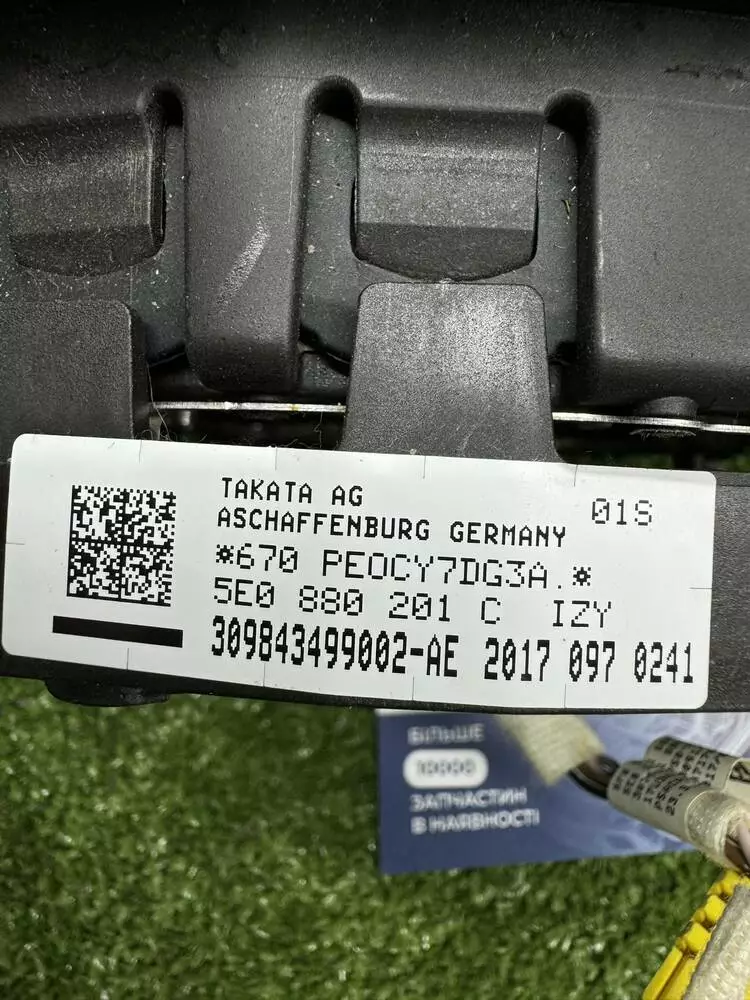 TAKATA AG
01S
ASCHAFFENBURG GERMANY
*670 PEOCY7DG3A.*
5E0 880 201 C IZY
309843499002-AE 2017 097 0241
БІЛЬШЕ
10000
ЗАПЧАСТИН
В НАЯВНОСТІ